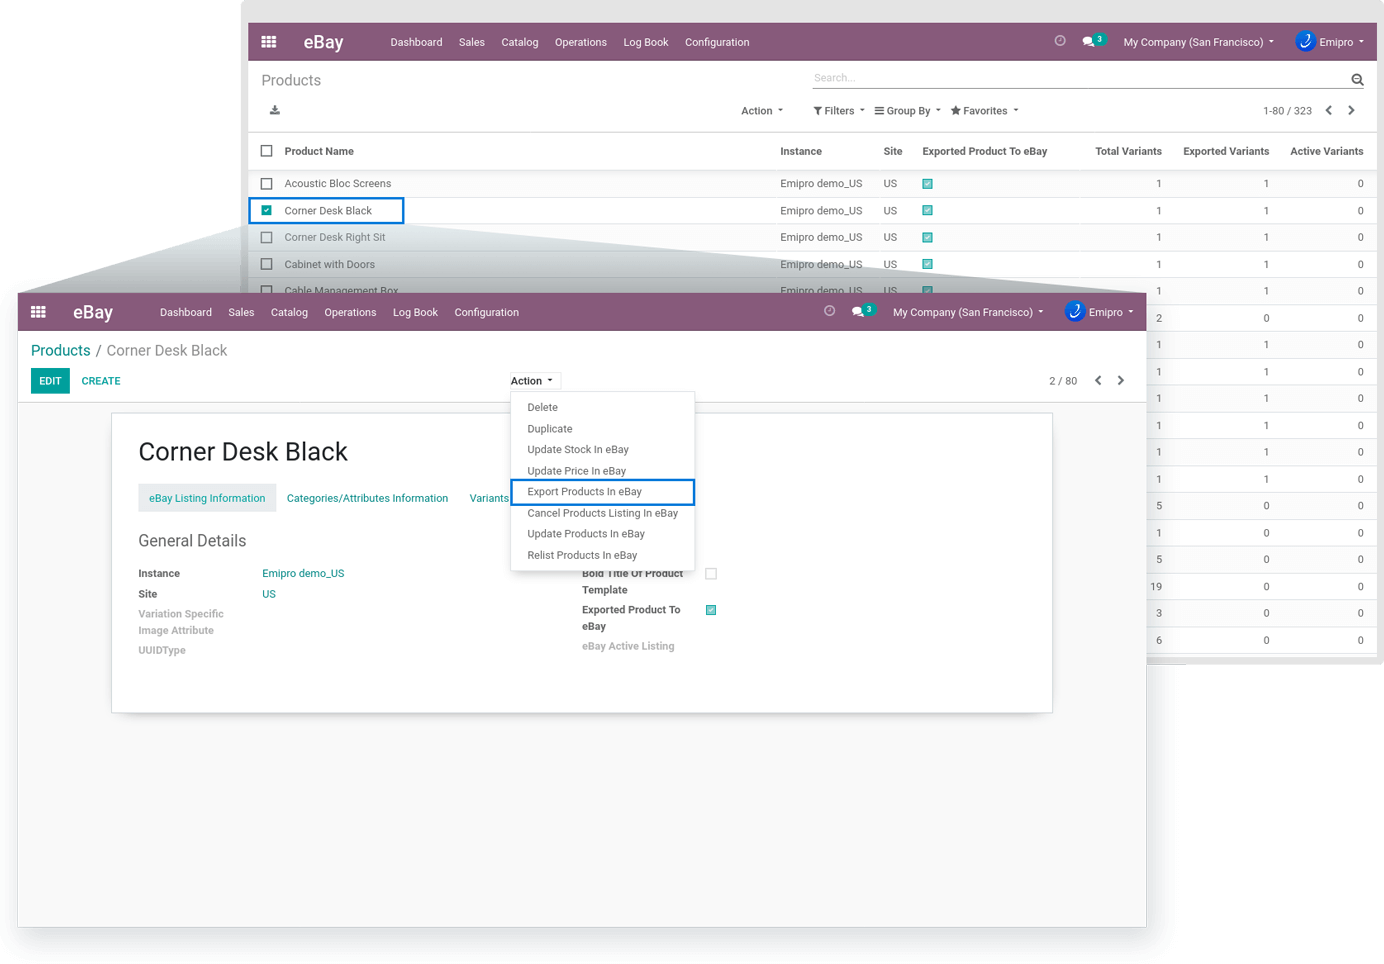 eBay Dashboard Sales Catalog Operations Log Book Configuration 3 My Company (San Francisco) Emipro
Products Search...
Action Filters Group By Favorites 1-80 / 323
Product Name Instance Site Exported Product To eBay Total Variants Exported Variants Active Variants
Acoustic Bloc Screens Emipro demo_US US 1 1 0
Corner Desk Black Emipro demo_US US 1 1 0
Corner Desk Right Sit Emipro demo_US US 1 1 0
Cabinet with Doors Emipro demo_US US 1 1 0
Cable Management Box Emipro demo_US US 1 1 0
2 0 0
1 1 0
1 1 0
1 1 0
1 1 0
1 1 0
1 1 0
5 0 0
1 0 0
5 0 0
19 0 0
3 0 0
6 0 0
eBay Dashboard Sales Catalog Operations Log Book Configuration 3 My Company (San Francisco) Emipro
Products / Corner Desk Black
EDIT CREATE Action 2 / 80
Delete
Duplicate
Update Stock In eBay
Update Price In eBay
Export Products In eBay
Cancel Products Listing In eBay
Update Products In eBay
Relist Products In eBay
Corner Desk Black
eBay Listing Information Categories/Attributes Information Variants
General Details
Instance Emipro demo_US
Site US
Variation Specific
Image Attribute
UUIDType
Bold Title Of Product
Template
Exported Product To
eBay
eBay Active Listing